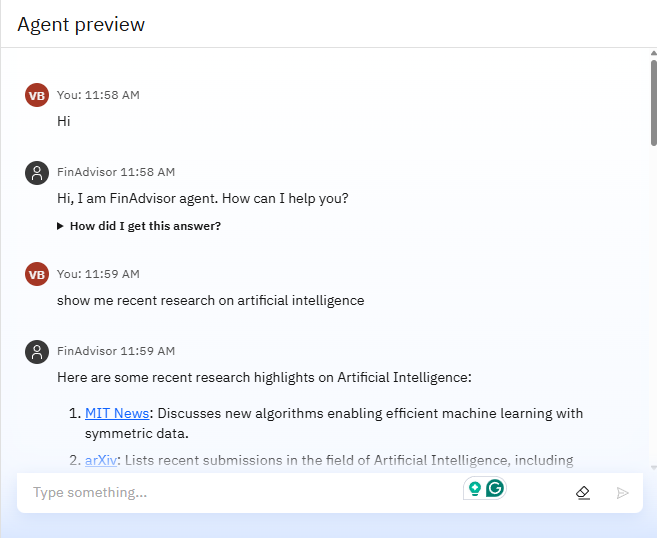 Agent preview
VB You: 11:58 AM
Hi
FinAdvisor 11:58 AM
Hi, I am FinAdvisor agent. How can I help you?
How did I get this answer?
VB You: 11:59 AM
show me recent research on artificial intelligence
FinAdvisor 11:59 AM
Here are some recent research highlights on Artificial Intelligence:
1. MIT News: Discusses new algorithms enabling efficient machine learning with
symmetric data.
2. arXiv: Lists recent submissions in the field of Artificial Intelligence, including
Type something...